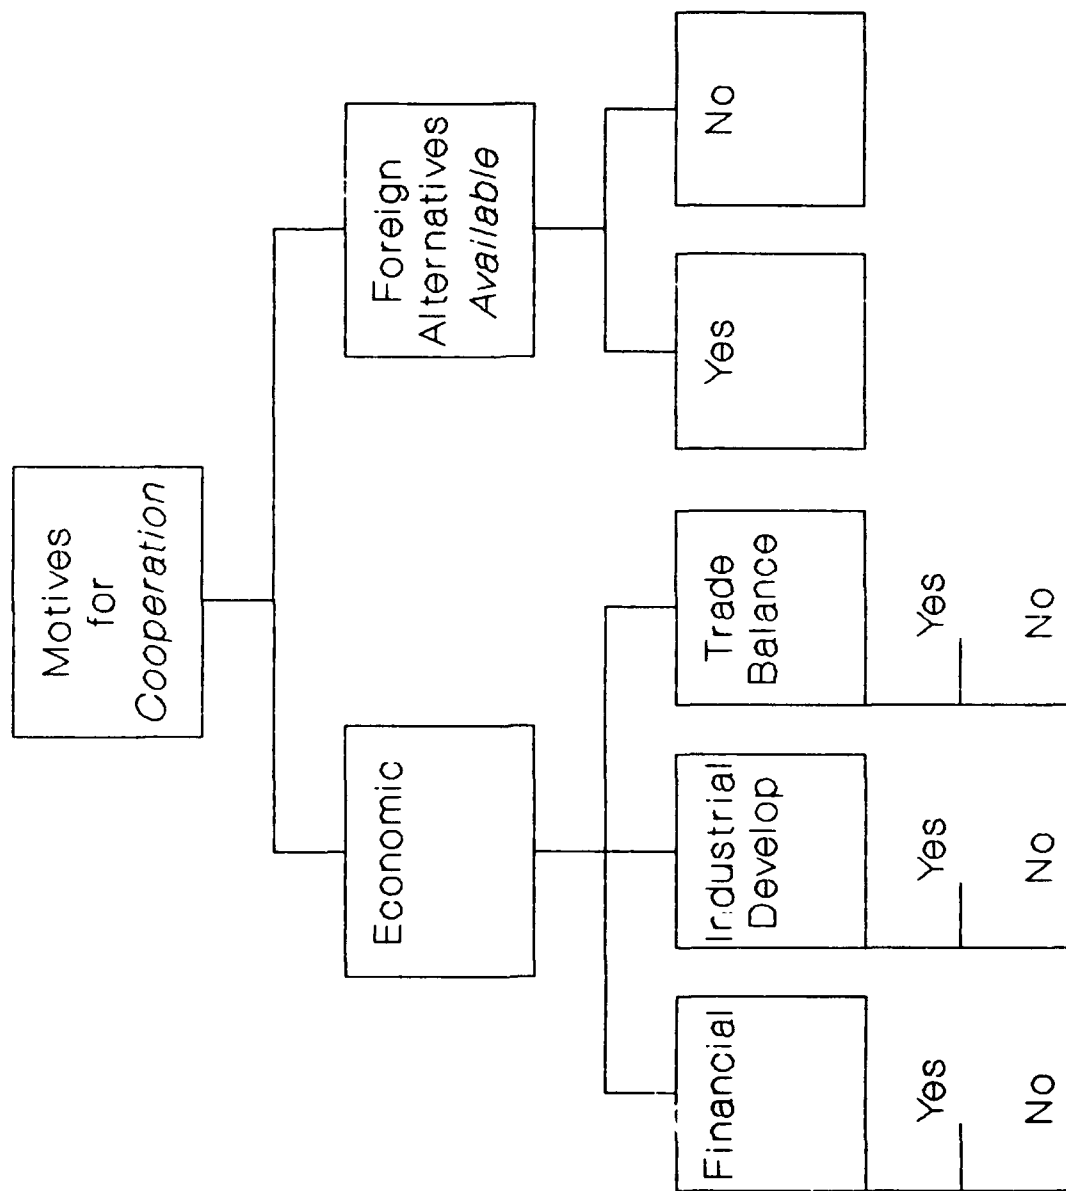 Motives
for
Cooperation
Economic
Foreign
Alternatives
Available
Financial
Industrial
Develop
Trade
Balance
Yes
No
Yes
No
Yes
No
Yes
No